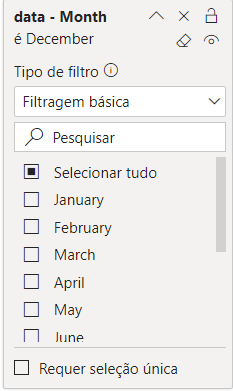 data - Month
é December
Tipo de filtro
Filtragem básica
Pesquisar
Selecionar tudo
January
February
March
April
May
June
Requer seleção única